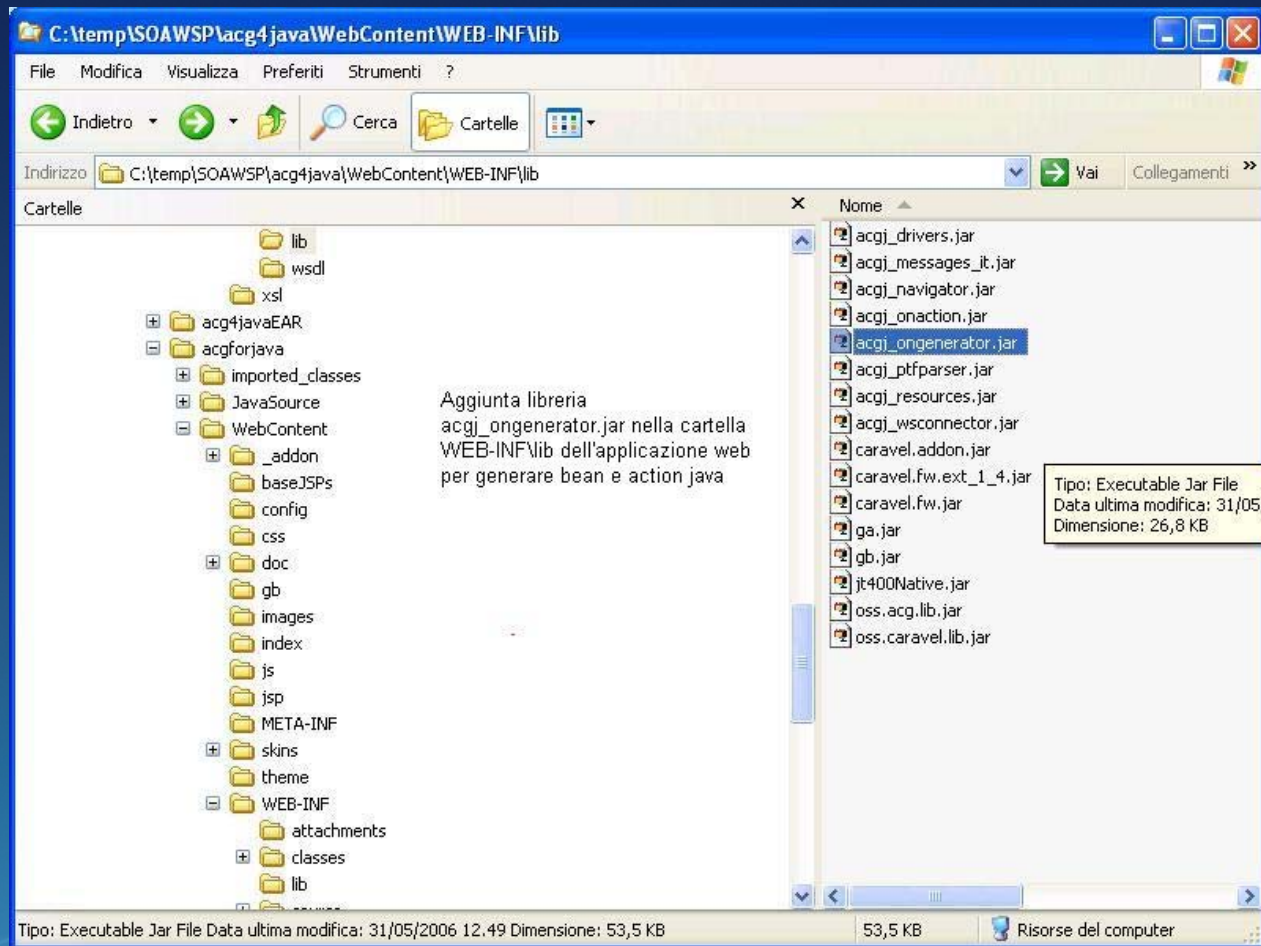 C:\temp\SOAWSP\acg4java\WebContent\WEB-INF\lib
File Modifica Visualizza Preferiti Strumenti ?
Indietro Cerca Cartelle
Indirizzo C:\temp\SOAWSP\acg4java\WebContent\WEB-INF\lib Vai Collegamenti »
Cartelle
lib
wsdl
xsl
acg4javaEAR
acgforjava
imported_classes
JavaSource
WebContent
_addon
baseJSPs
config
css
doc
gb
images
index
js
jsp
META-INF
skins
theme
WEB-INF
attachments
classes
lib
Aggiunta libreria
acgj_ongenerator.jar nella cartella
WEB-INF\lib dell'applicazione web
per generare bean e action java
Nome
acgj_drivers.jar
acgj_messages_it.jar
acgj_navigator.jar
acgj_onaction.jar
acgj_ongenerator.jar
acgj_ptfparser.jar
acgj_resources.jar
acgj_wsconnector.jar
caravel.addon.jar
caravel.fw.ext_1_4.jar
caravel.fw.jar
ga.jar
gb.jar
jt400Native.jar
oss.acg.lib.jar
oss.caravel.lib.jar
Tipo: Executable Jar File
Data ultima modifica: 31/05
Dimensione: 26,8 KB
Tipo: Executable Jar File Data ultima modifica: 31/05/2006 12.49 Dimensione: 53,5 KB 53,5 KB Risorse del computer